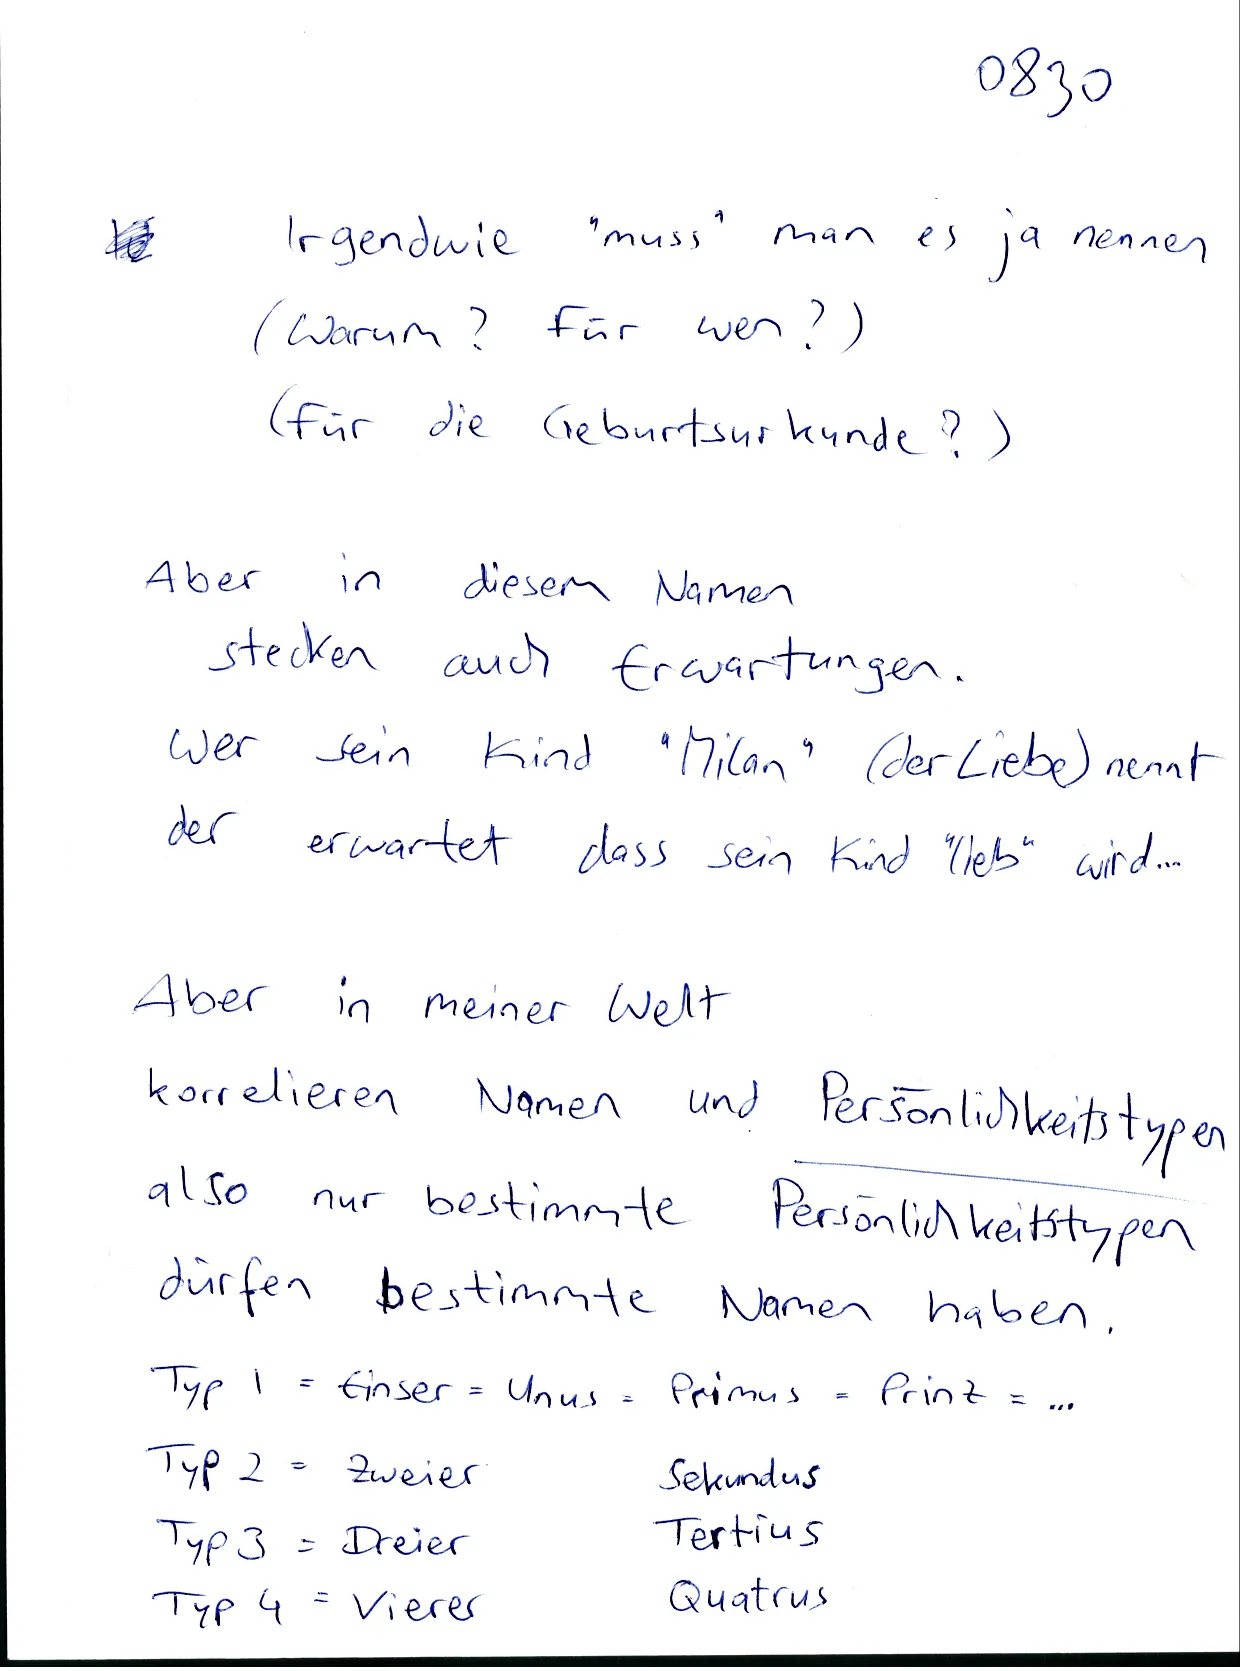 0830
Irgendwie "muss" man es ja nennen
(Warum? Für wen?)
(Für die Geburtsurkunde?)
Aber in diesem Namen
stecken auch Erwartungen.
Wer sein Kind "Milan" (der Liebe) nennt
der erwartet dass sein Kind "lieb" wird...
Aber in meiner Welt
korrelieren Namen und Persönlichkeitstypen
also nur bestimmte Persönlichkeitstypen
dürfen bestimmte Namen haben.
Typ 1 = Einser = Unus = Primus = Prinz = ...
Typ 2 = Zweier Sekundus
Typ 3 = Dreier Tertius
Typ 4 = Vierer Quatrus